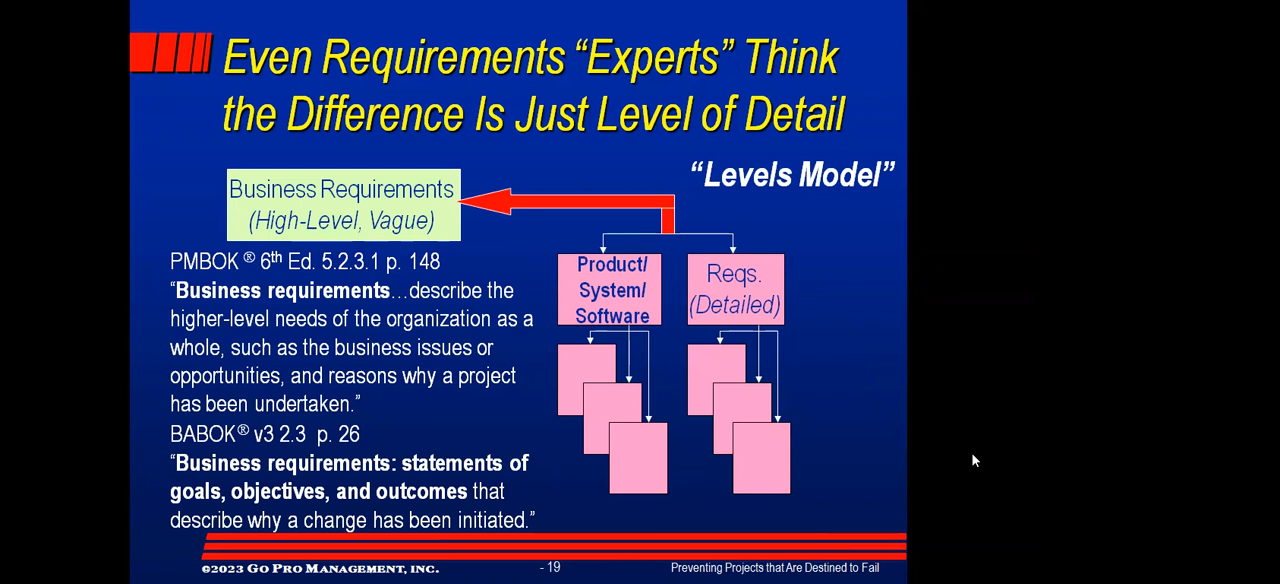 Even Requirements “Experts” Think
the Difference Is Just Level of Detail
“Levels Model”
Business Requirements
(High-Level, Vague)
PMBOK ® 6th Ed. 5.2.3.1 p. 148
“Business requirements…describe the
higher-level needs of the organization as a
whole, such as the business issues or
opportunities, and reasons why a project
has been undertaken.”
BABOK® v3 2.3 p. 26
“Business requirements: statements of
goals, objectives, and outcomes that
describe why a change has been initiated.”
Product/
System/
Software
Reqs.
(Detailed)
©2023 GO PRO MANAGEMENT, INC.
- 19
Preventing Projects that Are Destined to Fail